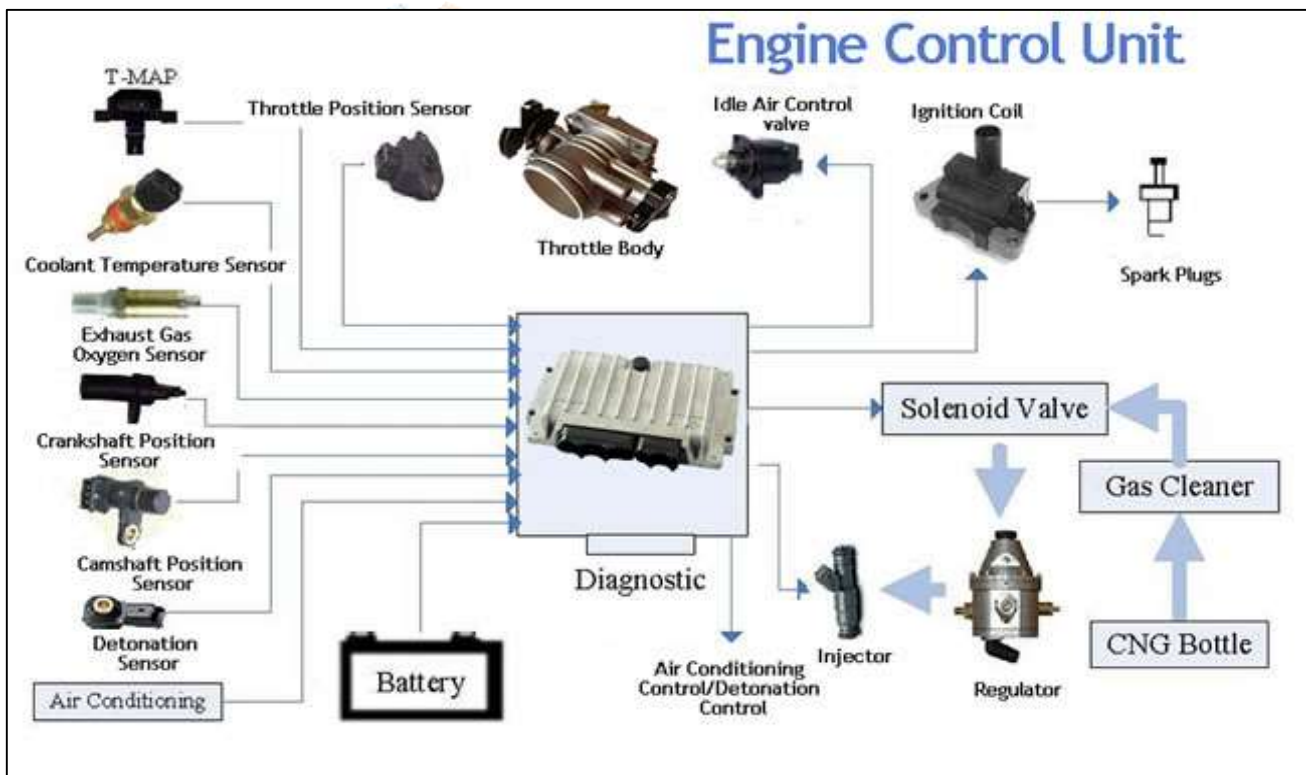 Engine Control Unit
T-MAP
Throttle Position Sensor
Idle Air Control
valve
Ignition Coil
Throttle Body
Spark Plugs
Coolant Temperature Sensor
Exhaust Gas
Oxygen Sensor
Crankshaft Position
Sensor
Solenoid Valve
Gas Cleaner
Camshaft Position
Sensor
Diagnostic
Detonation
Sensor
Battery
Injector
CNG Bottle
Air Conditioning
Control/Detonation
Control
Regulator
Air Conditioning